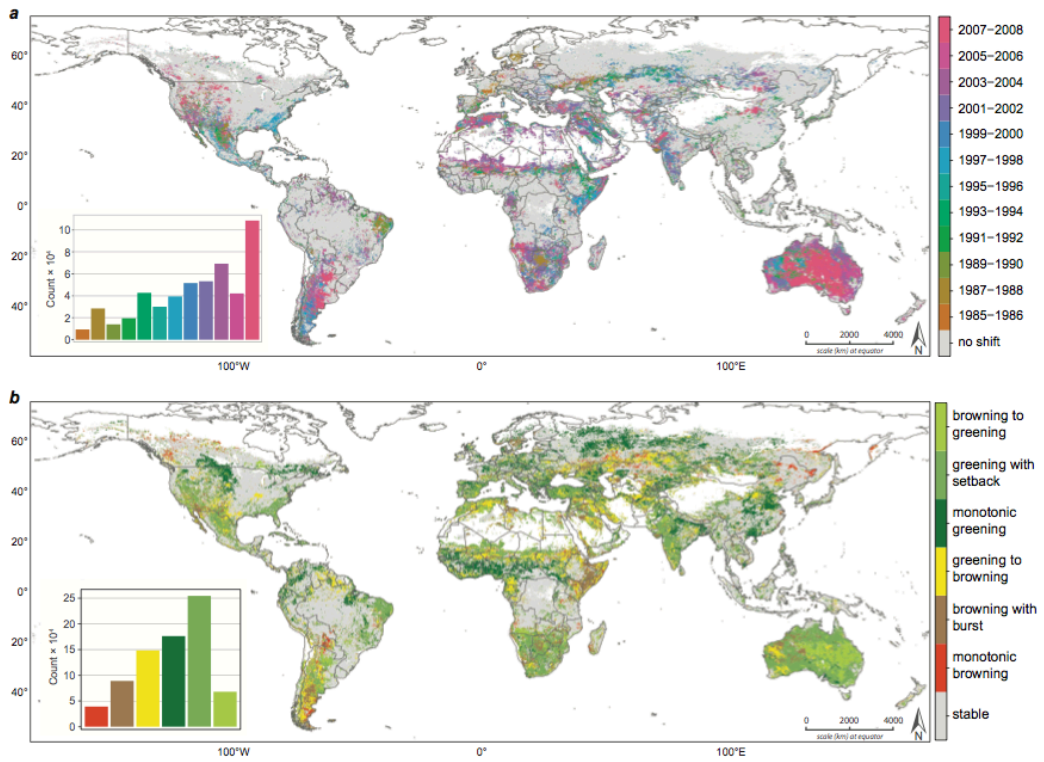 a
60°
40°
20°
0°
20°
40°
100°W
0°
100°E
Count × 10⁴
10
8
6
4
2
0
0 2000 4000
scale (km) at equator
N
2007–2008
2005–2006
2003–2004
2001–2002
1999–2000
1997–1998
1995–1996
1993–1994
1991–1992
1989–1990
1987–1988
1985–1986
no shift
b
60°
40°
20°
0°
20°
40°
100°W
0°
100°E
Count × 10⁴
25
20
15
10
5
0
0 2000 4000
scale (km) at equator
N
browning to
greening
greening with
setback
monotonic
greening
greening to
browning
browning with
burst
monotonic
browning
stable